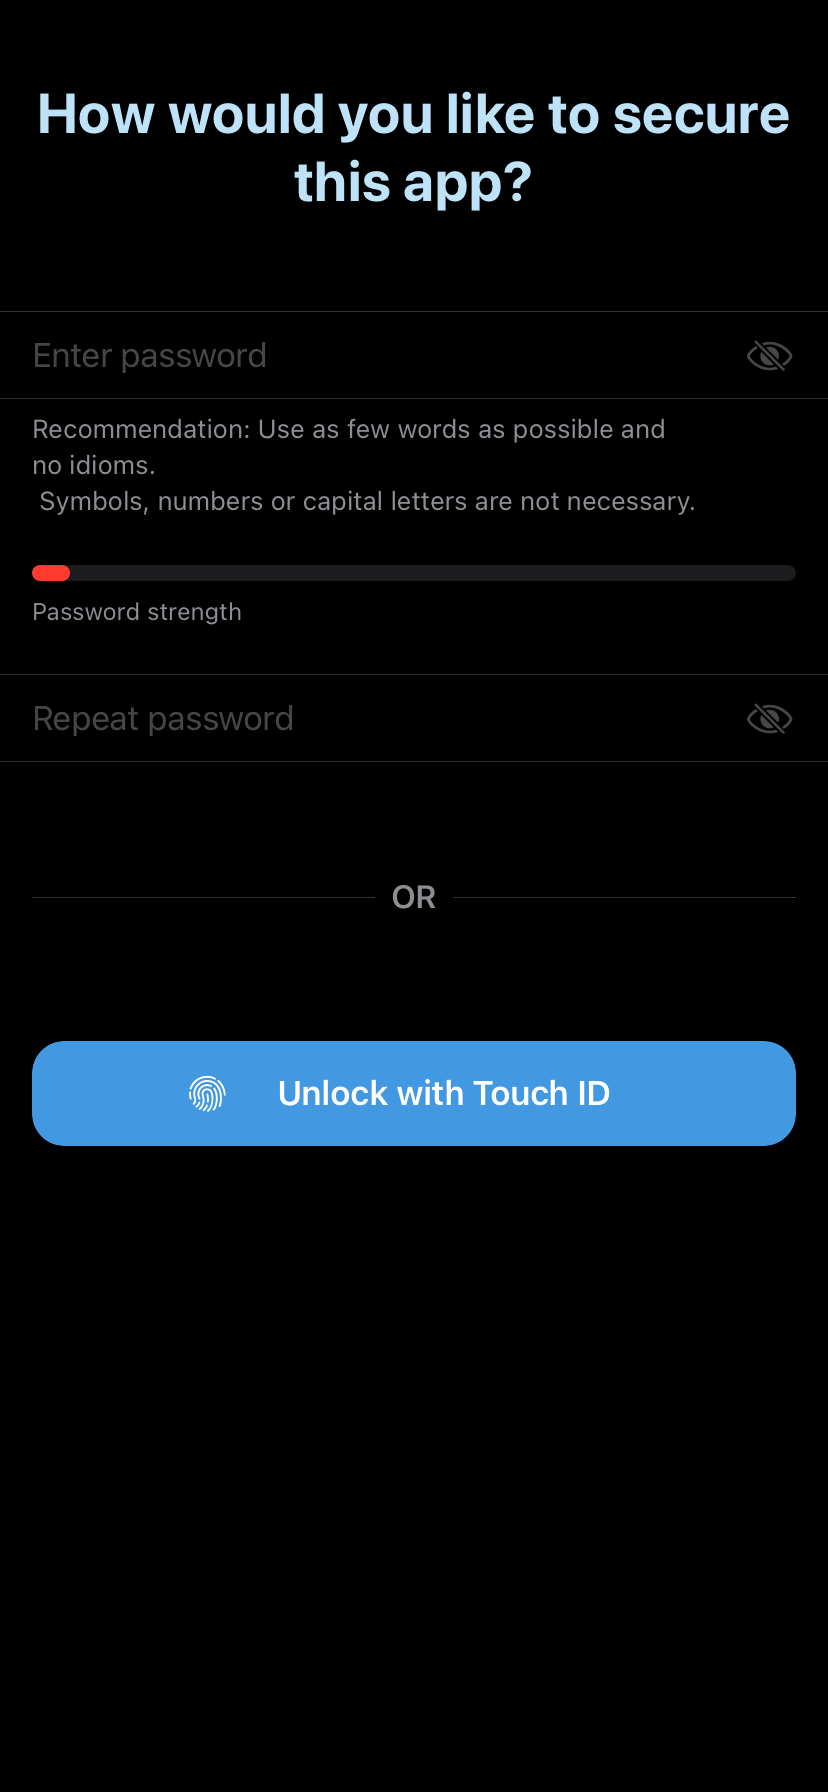 How would you like to secure
this app?
Enter password
Recommendation: Use as few words as possible and
no idioms.
Symbols, numbers or capital letters are not necessary.
Password strength
Repeat password
OR
Unlock with Touch ID